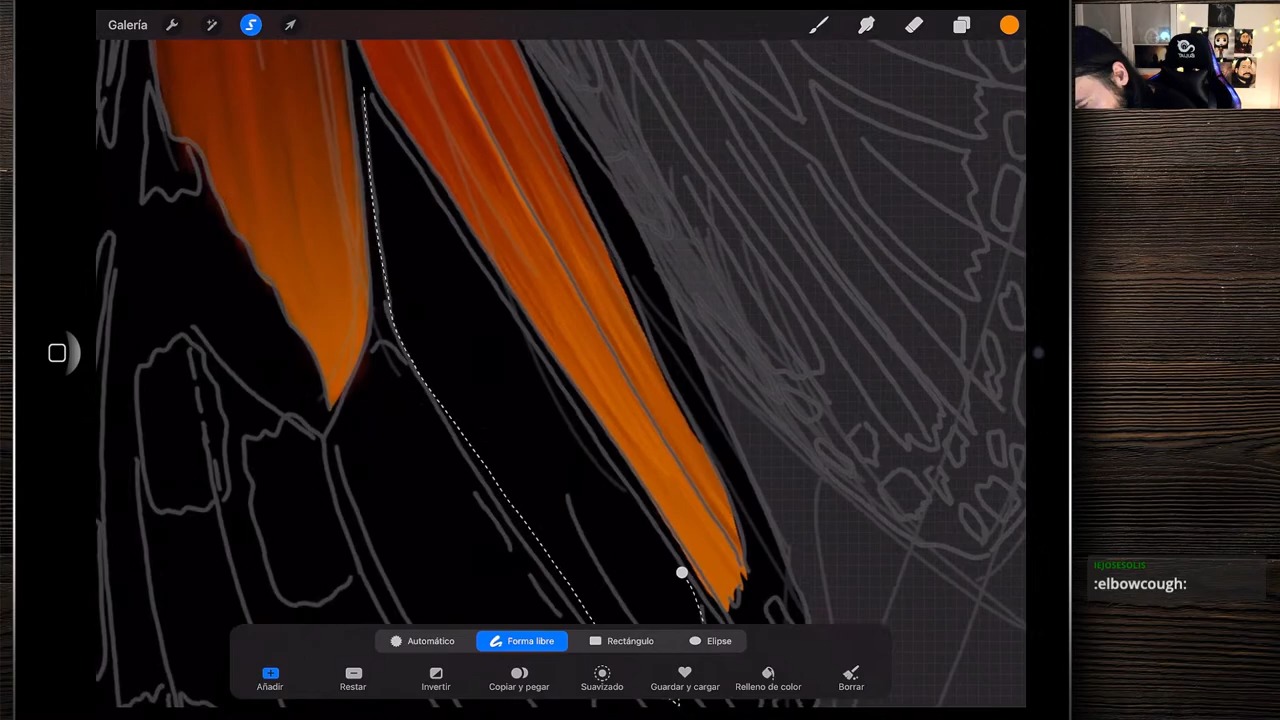 Galería
Automático
Forma libre
Rectángulo
Elipse
Añadir
Restar
Invertir
Copiar y pegar
Suavizado
Guardar y cargar
Relleno de color
Borrar
IEJOSESOLIS
:elbowcough: